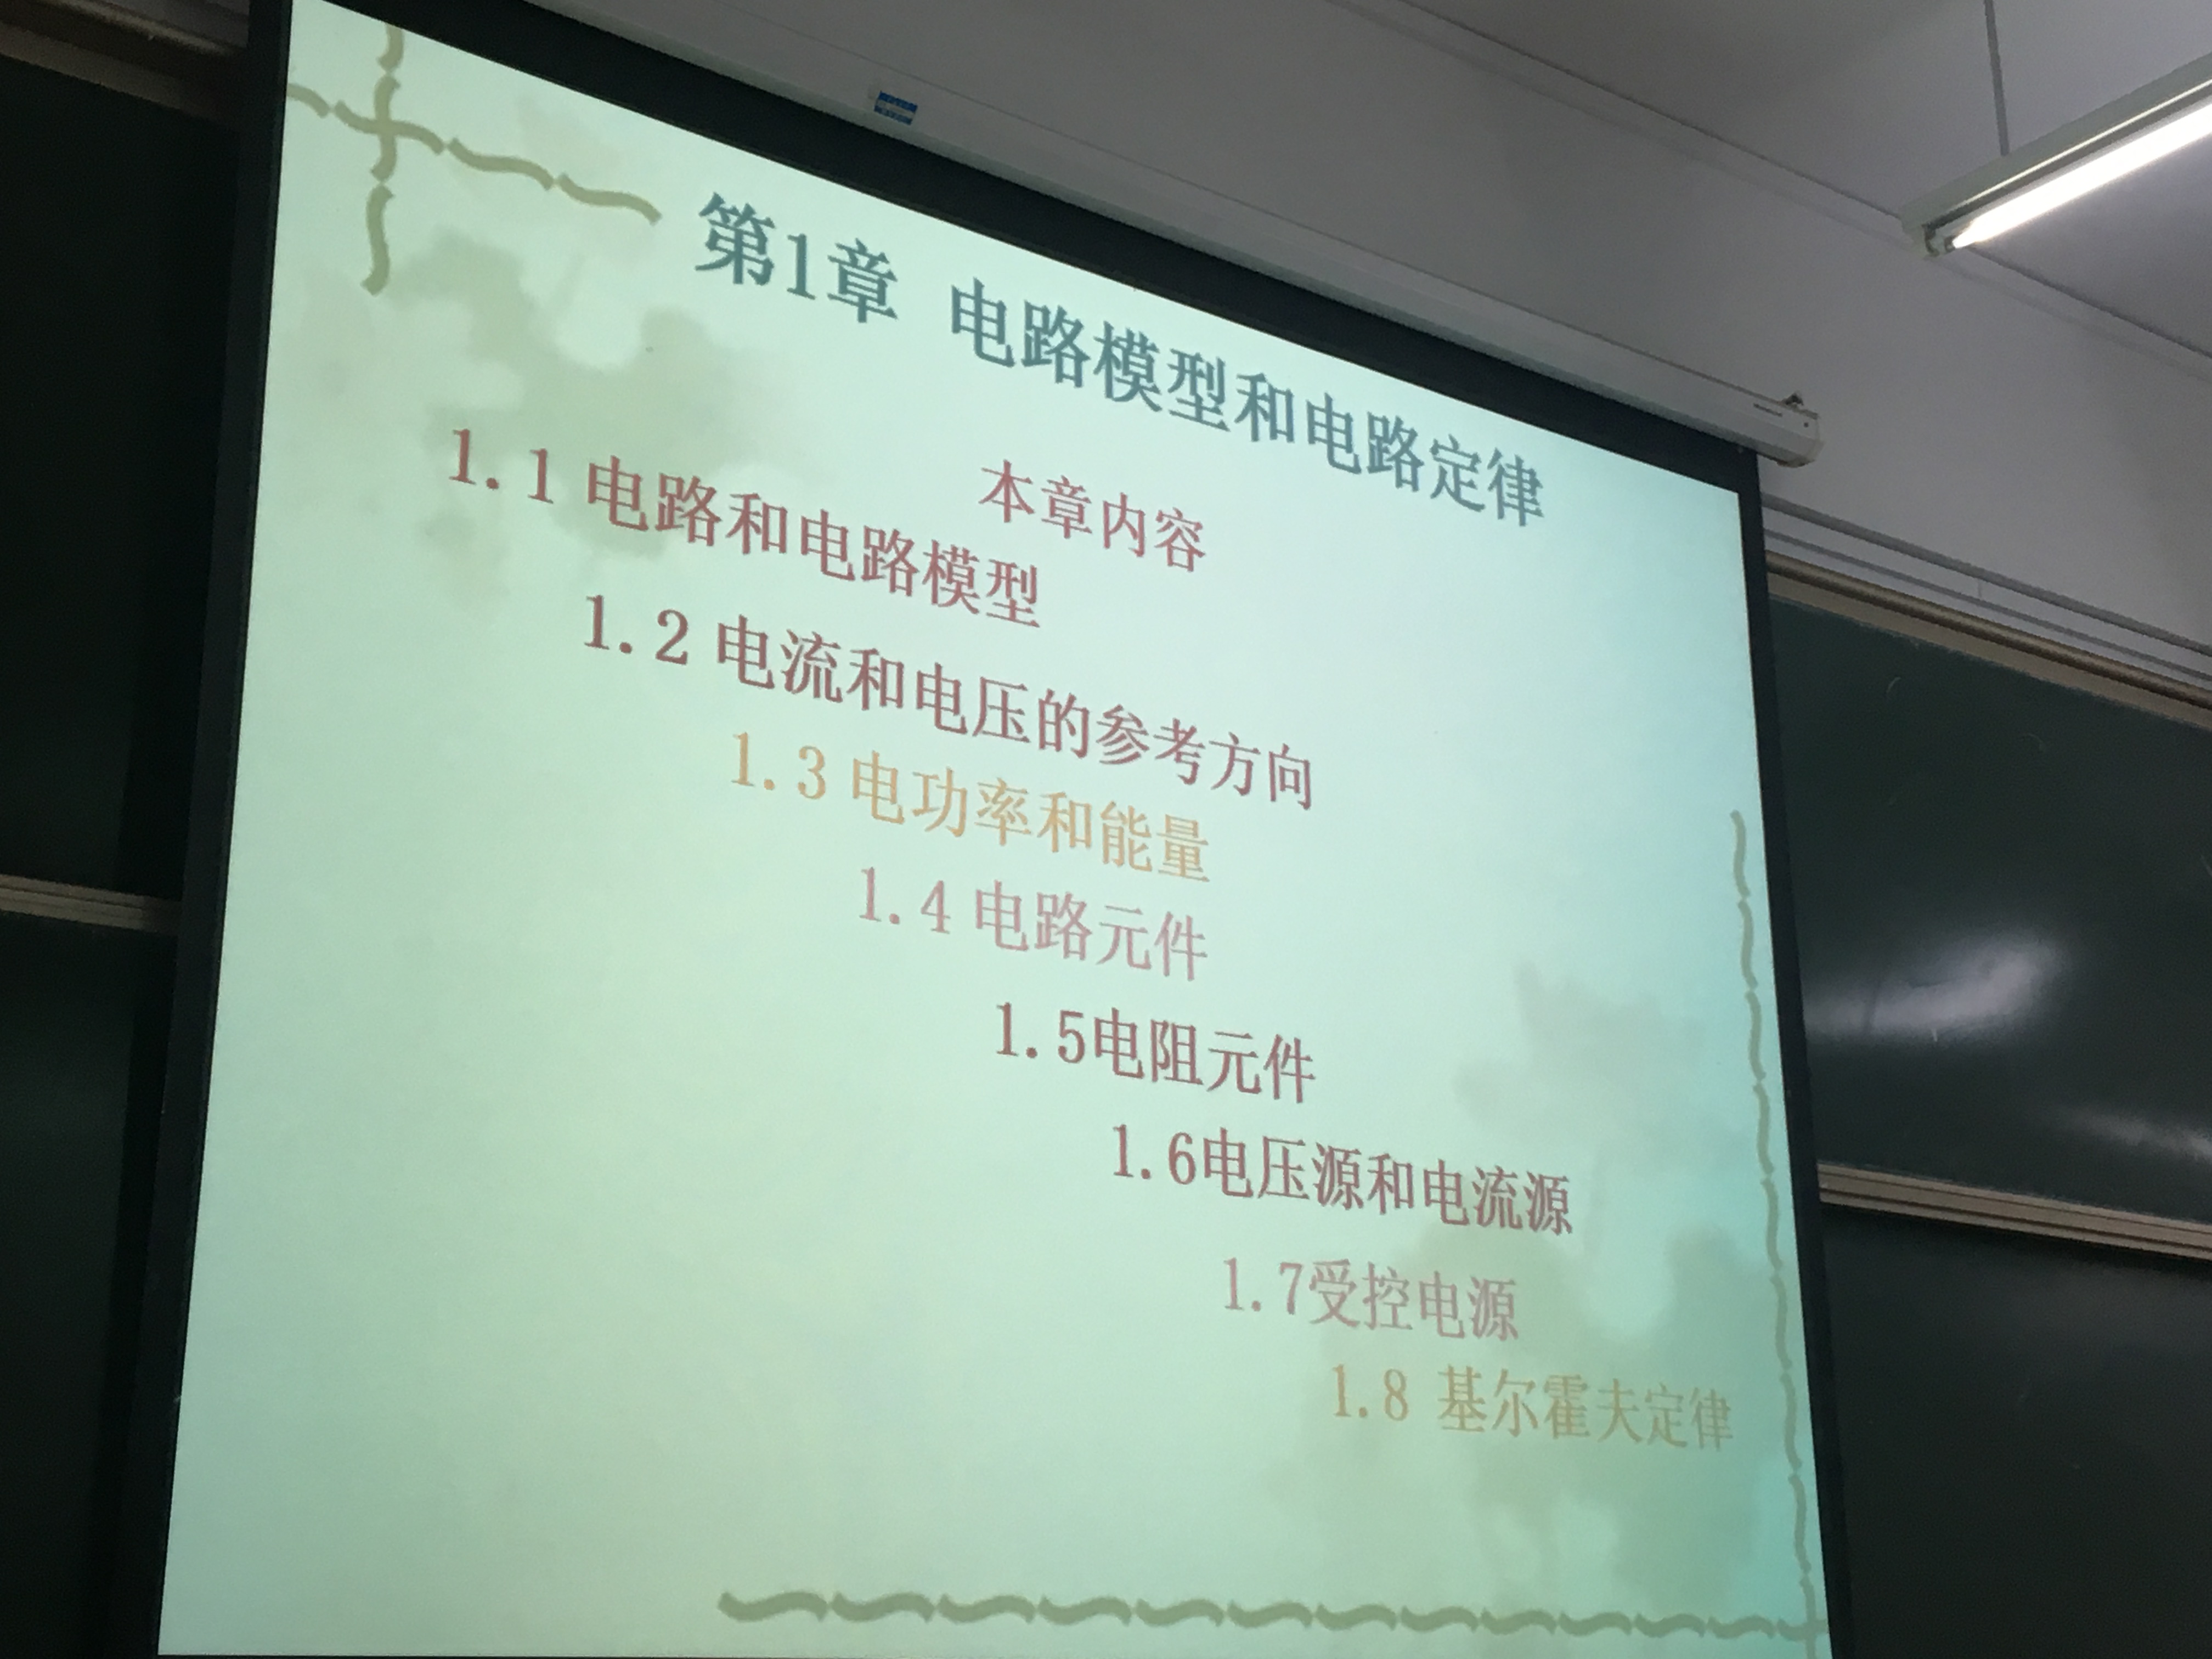 第1章 电路模型和电路定律
本章内容
1.1 电路和电路模型
1.2 电流和电压的参考方向
1.3 电功率和能量
1.4 电路元件
1.5电阻元件
1.6电压源和电流源
1.7受控电源
1.8 基尔霍夫定律